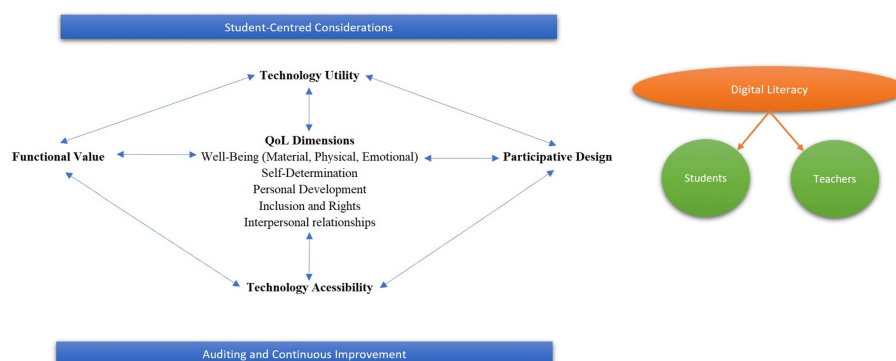 Student-Centred Considerations
Technology Utility
Digital Literacy
QoL Dimensions
Functional Value
Well-Being (Material, Physical, Emotional)
Participative Design
Self-Determination
Personal Development
Inclusion and Rights
Interpersonal relationships
Students
Teachers
Technology Acessibility
Auditing and Continuous Improvement